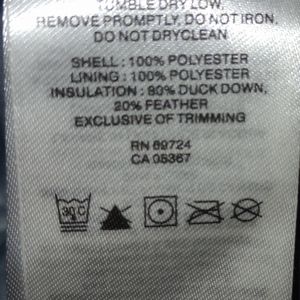 TUMBLE DRY LOW,
REMOVE PROMPTLY, DO NOT IRON,
DO NOT DRYCLEAN
SHELL : 100% POLYESTER
LINING : 100% POLYESTER
INSULATION : 80% DUCK DOWN,
20% FEATHER
EXCLUSIVE OF TRIMMING
RN 69724
CA 05367
30°C